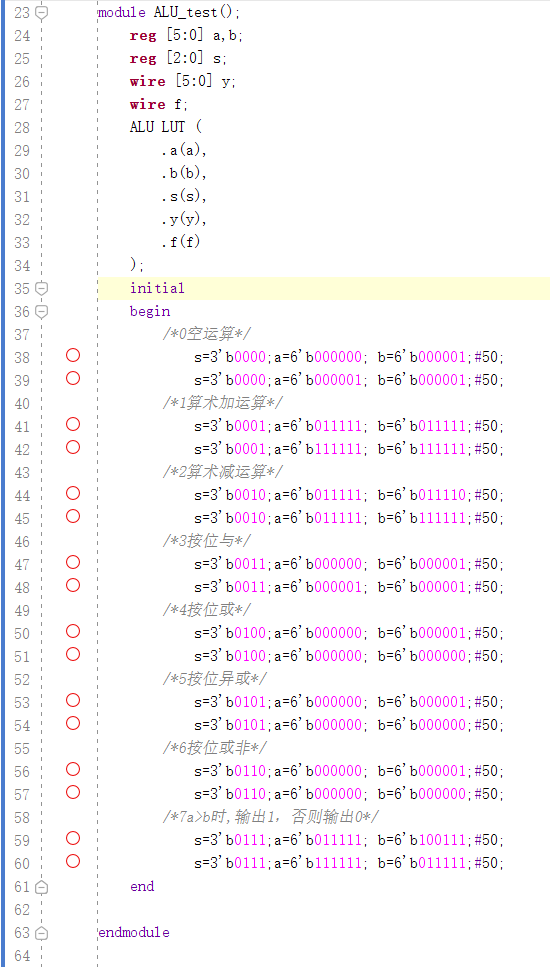 23 module ALU_test();
24 reg [5:0] a,b;
25 reg [2:0] s;
26 wire [5:0] y;
27 wire f;
28 ALU LUT (
29 .a(a),
30 .b(b),
31 .s(s),
32 .y(y),
33 .f(f)
34 );
35 initial
36 begin
37 /*0空运算*/
38 s=3'b0000;a=6'b000000; b=6'b000001;#50;
39 s=3'b0000;a=6'b000001; b=6'b000001;#50;
40 /*1算术加运算*/
41 s=3'b0001;a=6'b011111; b=6'b011111;#50;
42 s=3'b0001;a=6'b111111; b=6'b111111;#50;
43 /*2算术减运算*/
44 s=3'b0010;a=6'b011111; b=6'b011110;#50;
45 s=3'b0010;a=6'b011111; b=6'b111111;#50;
46 /*3按位与*/
47 s=3'b0011;a=6'b000000; b=6'b000001;#50;
48 s=3'b0011;a=6'b000001; b=6'b000001;#50;
49 /*4按位或*/
50 s=3'b0100;a=6'b000000; b=6'b000001;#50;
51 s=3'b0100;a=6'b000000; b=6'b000000;#50;
52 /*5按位异或*/
53 s=3'b0101;a=6'b000000; b=6'b000001;#50;
54 s=3'b0101;a=6'b000000; b=6'b000000;#50;
55 /*6按位或非*/
56 s=3'b0110;a=6'b000000; b=6'b000001;#50;
57 s=3'b0110;a=6'b000000; b=6'b000000;#50;
58 /*7a>b时,输出1，否则输出0*/
59 s=3'b0111;a=6'b011111; b=6'b100111;#50;
60 s=3'b0111;a=6'b111111; b=6'b011111;#50;
61 end
62
63 endmodule
64